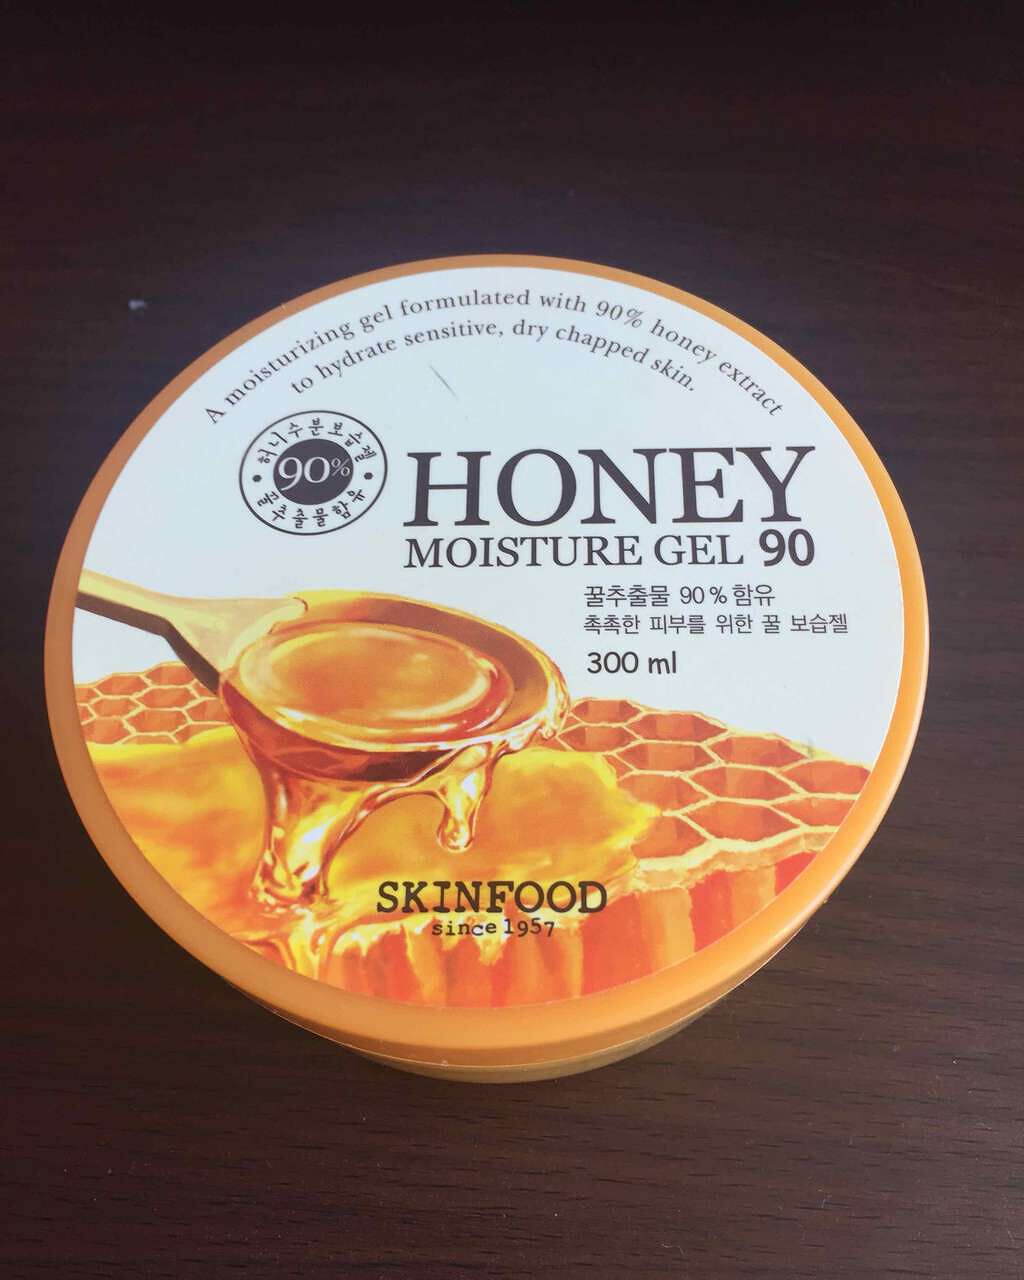 A moisturizing gel formulated with 90% honey extract
to hydrate sensitive, dry chapped skin.
허니수분보습젤
90%
꿀추출물함유
HONEY
MOISTURE GEL 90
꿀추출물 90 % 함유
촉촉한 피부를 위한 꿀 보습젤
300 ml
SKINFOOD
since 1957